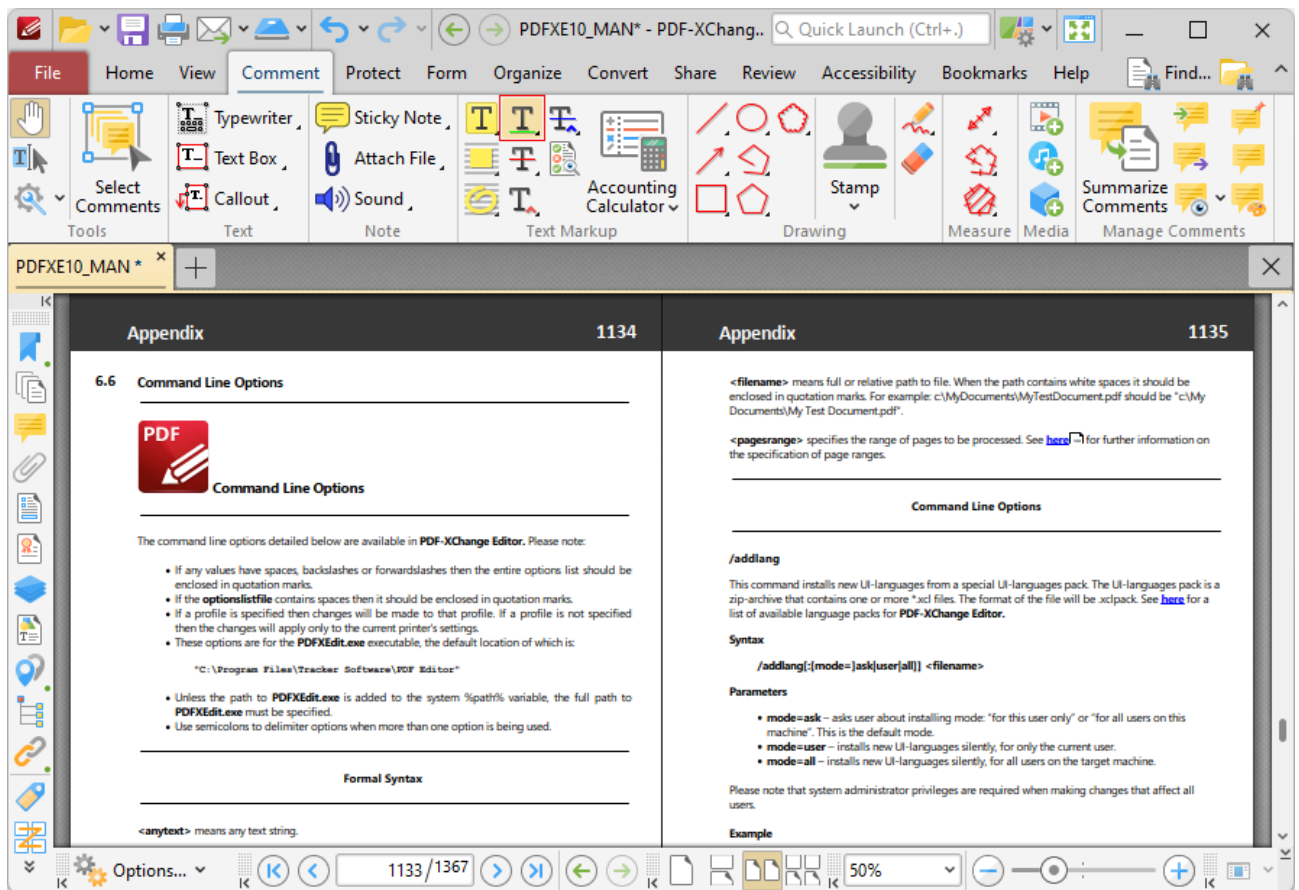 PDFXE10_MAN* - PDF-XChang..
Quick Launch (Ctrl+.)
File Home View Comment Protect Form Organize Convert Share Review Accessibility Bookmarks Help Find...
Typewriter
Text Box
Callout
Sticky Note
Attach File
Sound
Select
Comments
Accounting
Calculator
Stamp
Summarize
Comments
Tools Text Note Text Markup Drawing Measure Media Manage Comments
PDFXE10_MAN *
Appendix 1134
6.6 Command Line Options
PDF
Command Line Options
The command line options detailed below are available in PDF-XChange Editor. Please note:
• If any values have spaces, backslashes or forwardslashes then the entire options list should be
enclosed in quotation marks.
• If the optionslistfile contains spaces then it should be enclosed in quotation marks.
• If a profile is specified then changes will be made to that profile. If a profile is not specified
then the changes will apply only to the current printer's settings.
• These options are for the PDFXEdit.exe executable, the default location of which is:
"C:\Program Files\Tracker Software\PDF Editor"
• Unless the path to PDFXEdit.exe is added to the system %path% variable, the full path to
PDFXEdit.exe must be specified.
• Use semicolons to delimiter options when more than one option is being used.
Formal Syntax
<anytext> means any text string.
Appendix 1135
<filename> means full or relative path to file. When the path contains white spaces it should be
enclosed in quotation marks. For example: c:\MyDocuments\MyTestDocument.pdf should be "c:\My
Documents\My Test Document.pdf".
<pagesrange> specifies the range of pages to be processed. See here for further information on
the specification of page ranges.
Command Line Options
/addlang
This command installs new UI-languages from a special UI-languages pack. The UI-languages pack is a
zip-archive that contains one or more *.xcl files. The format of the file will be .xclpack. See here for a
list of available language packs for PDF-XChange Editor.
Syntax
/addlang[:[mode=]ask|user|all]] <filename>
Parameters
• mode=ask – asks user about installing mode: "for this user only" or "for all users on this
machine". This is the default mode.
• mode=user – installs new UI-languages silently, for only the current user.
• mode=all – installs new UI-languages silently, for all users on the target machine.
Please note that system administrator privileges are required when making changes that affect all
users.
Example
Options... 1133/1367 50%